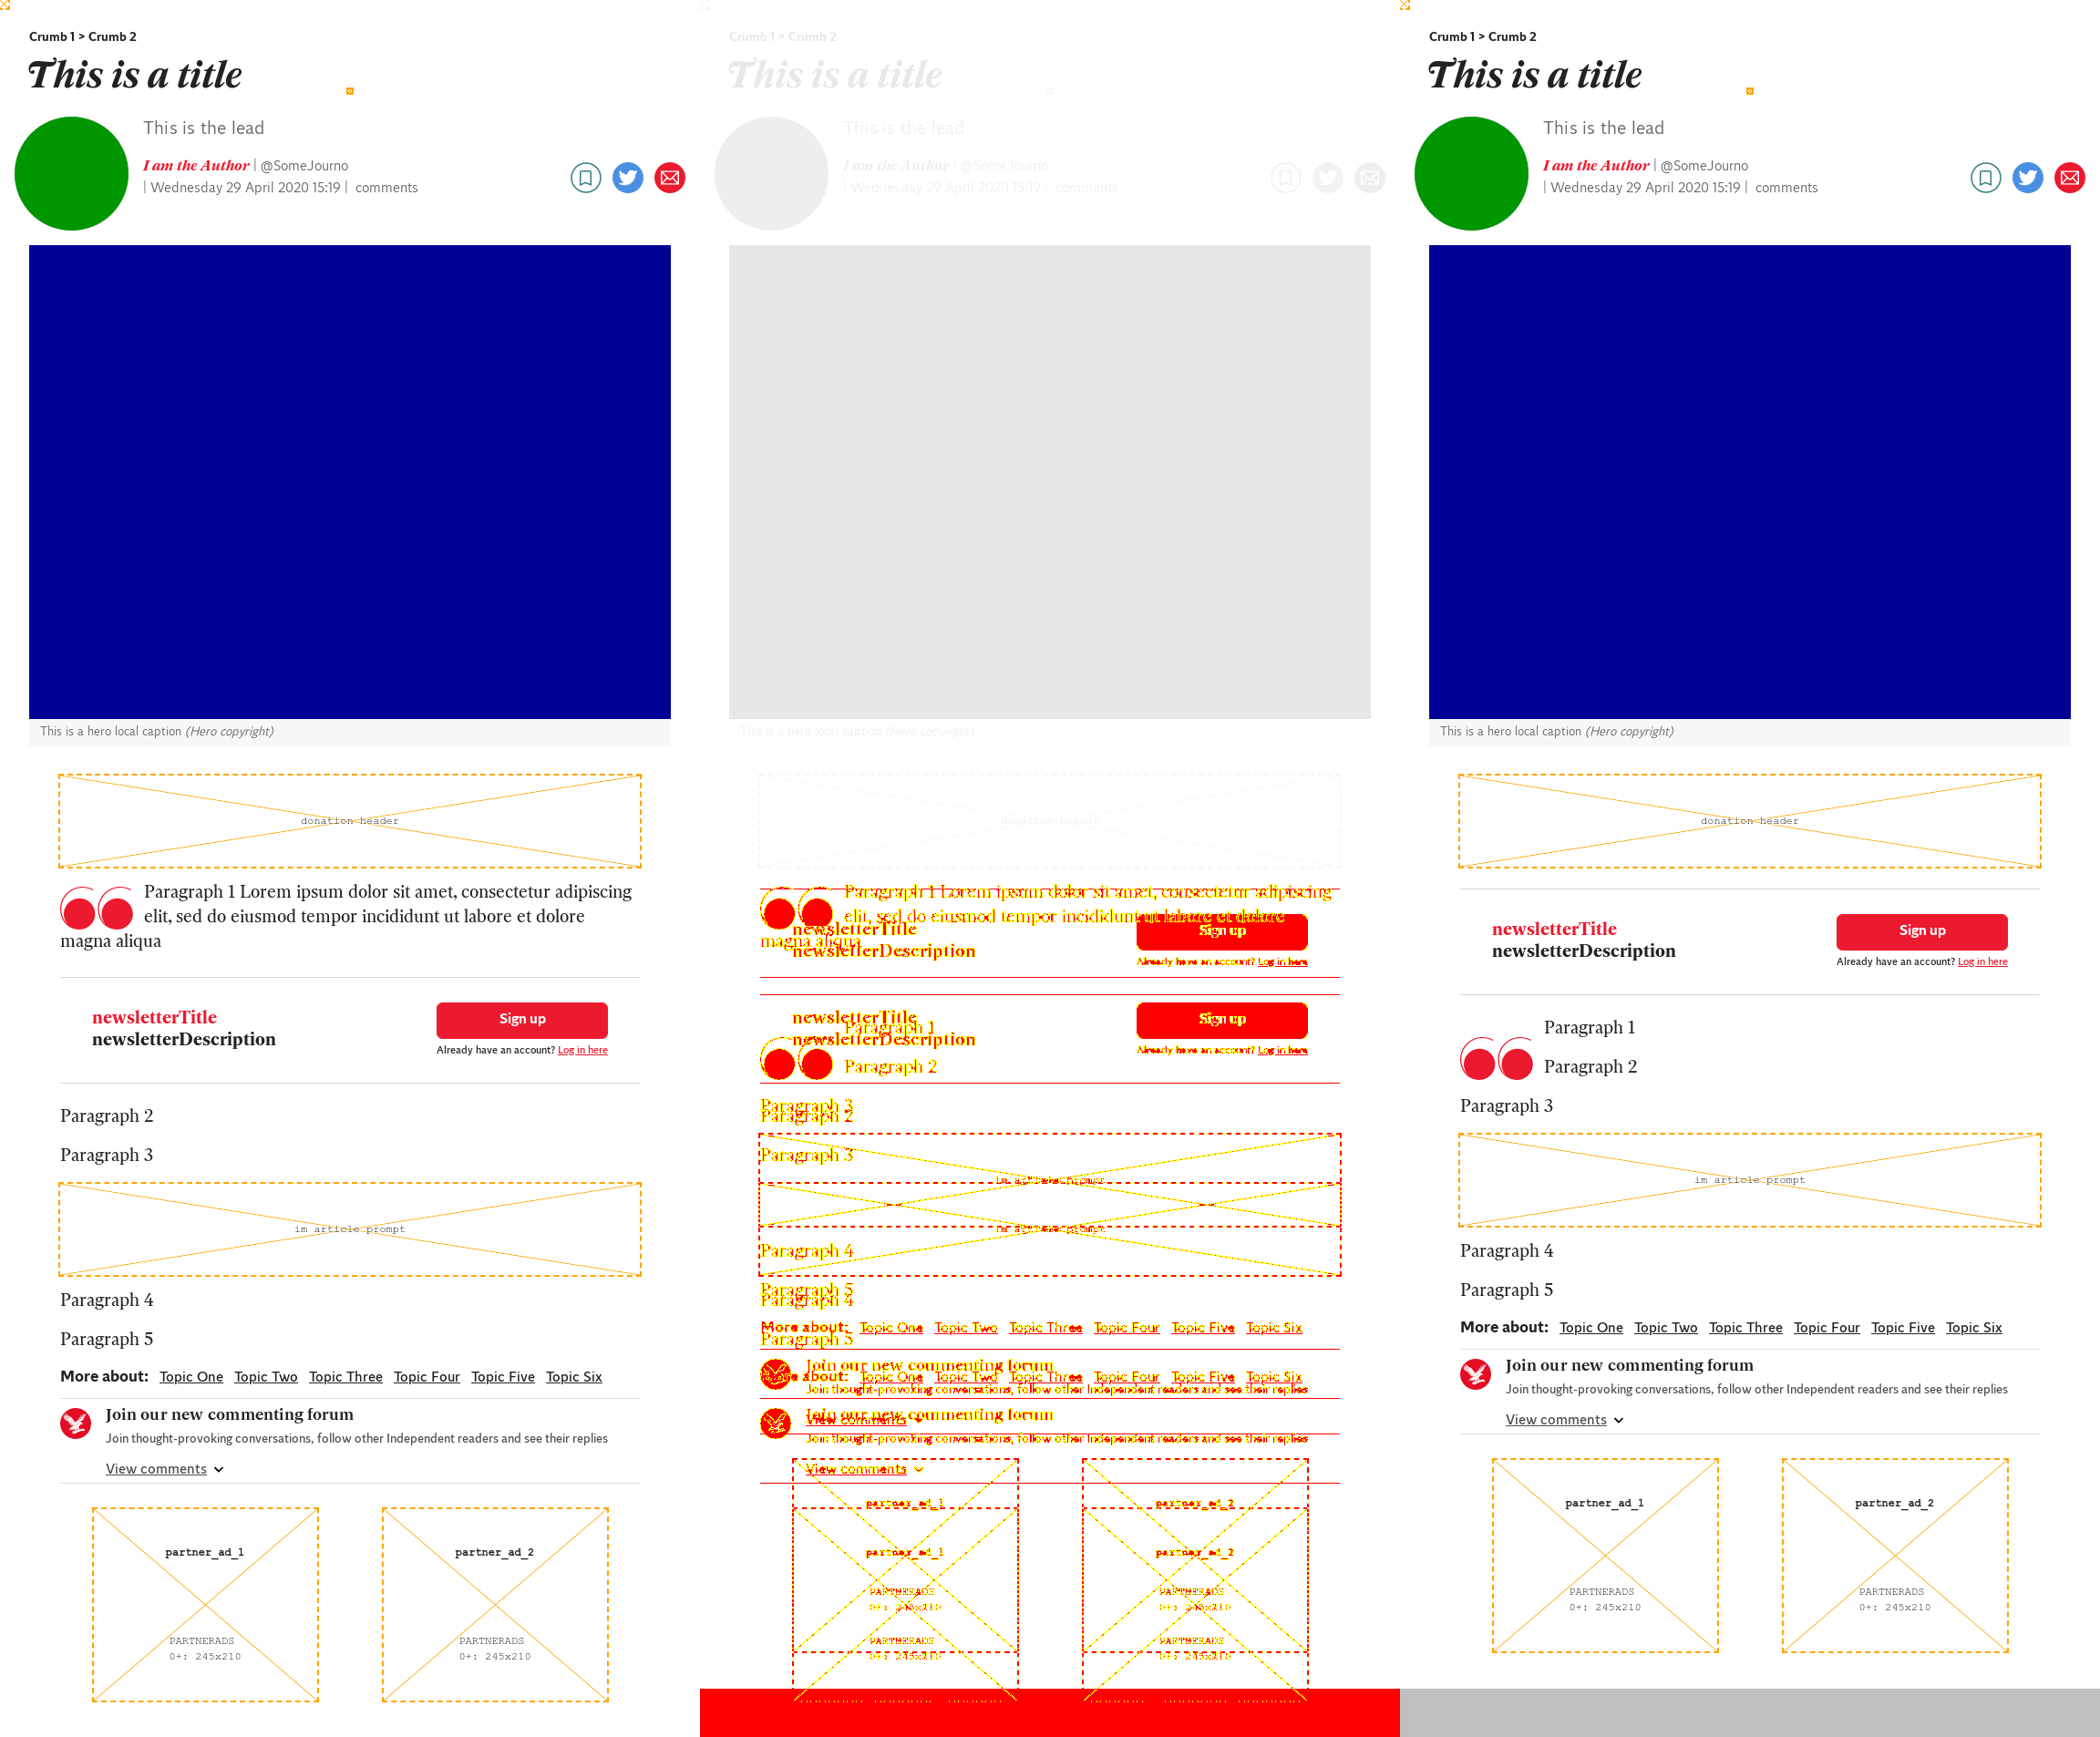 Crumb 1 > Crumb 2
This is a title
This is the lead
I am the Author | @SomeJourno
| Wednesday 29 April 2020 15:19 | comments
This is a hero local caption (Hero copyright)
donation header
Paragraph 1 Lorem ipsum dolor sit amet, consectetur adipiscing
elit, sed do eiusmod tempor incididunt ut labore et dolore
magna aliqua
newsletterTitle
newsletterDescription
Sign up
Already have an account? Log in here
Paragraph 2
Paragraph 3
im article prompt
Paragraph 4
Paragraph 5
More about: Topic One Topic Two Topic Three Topic Four Topic Five Topic Six
Join our new commenting forum
Join thought-provoking conversations, follow other Independent readers and see their replies
View comments
partner_ad_1
PARTNERADS
0+: 245x210
partner_ad_2
PARTNERADS
0+: 245x210
Crumb 1 > Crumb 2
This is a title
This is the lead
I am the Author | @SomeJourno
| Wednesday 29 April 2020 15:19 | comments
This is a hero local caption (Hero copyright)
donation header
Paragraph 1 Lorem ipsum dolor sit amet, consectetur adipiscing
elit, sed do eiusmod tempor incididunt ut labore et dolore
magna aliqua
newsletterTitle
newsletterDescription
Sign up
Already have an account? Log in here
newsletterTitle
Paragraph 1
newsletterDescription
Sign up
Already have an account? Log in here
Paragraph 2
Paragraph 3
Paragraph 2
Paragraph 3
im article prompt
im article prompt
Paragraph 4
Paragraph 5
Paragraph 4
More about: Topic One Topic Two Topic Three Topic Four Topic Five Topic Six
Paragraph 5
Join our new commenting forum
about: Topic One Topic Two Topic Three Topic Four Topic Five Topic Six
Join thought-provoking conversations, follow other Independent readers and see their replies
Join our new commenting forum
View comments
Join thought-provoking conversations, follow other Independent readers and see their replies
View comments
partner_ad_1
partner_ad_1
PARTNERADS
0+: 245x210
PARTNERADS
0+: 245x210
partner_ad_2
partner_ad_2
PARTNERADS
0+: 245x210
PARTNERADS
0+: 245x210
Crumb 1 > Crumb 2
This is a title
This is the lead
I am the Author | @SomeJourno
| Wednesday 29 April 2020 15:19 | comments
This is a hero local caption (Hero copyright)
donation header
newsletterTitle
newsletterDescription
Sign up
Already have an account? Log in here
Paragraph 1
Paragraph 2
Paragraph 3
im article prompt
Paragraph 4
Paragraph 5
More about: Topic One Topic Two Topic Three Topic Four Topic Five Topic Six
Join our new commenting forum
Join thought-provoking conversations, follow other Independent readers and see their replies
View comments
partner_ad_1
PARTNERADS
0+: 245x210
partner_ad_2
PARTNERADS
0+: 245x210